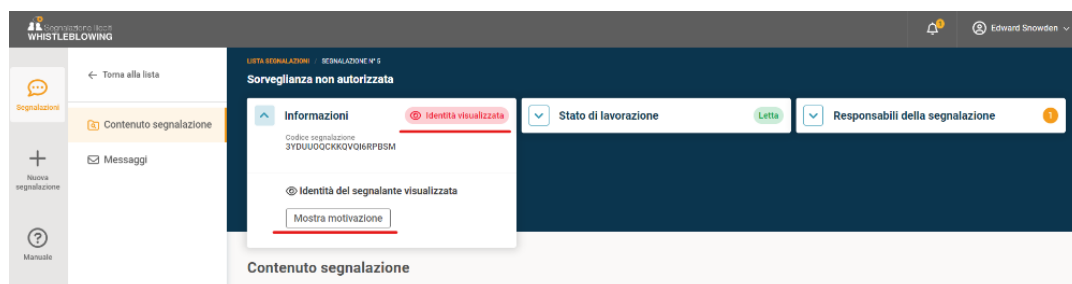 Segnalazione Illeciti
WHISTLEBLOWING
1
Edward Snowden
Segnalazioni
Nuova
segnalazione
Manuale
Torna alla lista
Contenuto segnalazione
Messaggi
LISTA SEGNALAZIONI / SEGNALAZIONE N° 5
Sorveglianza non autorizzata
Informazioni
Identità visualizzata
Codice segnalazione
3YDUUOQCKKQVQI6RPBSM
Identità del segnalante visualizzata
Mostra motivazione
Stato di lavorazione
Letta
Responsabili della segnalazione
1
Contenuto segnalazione